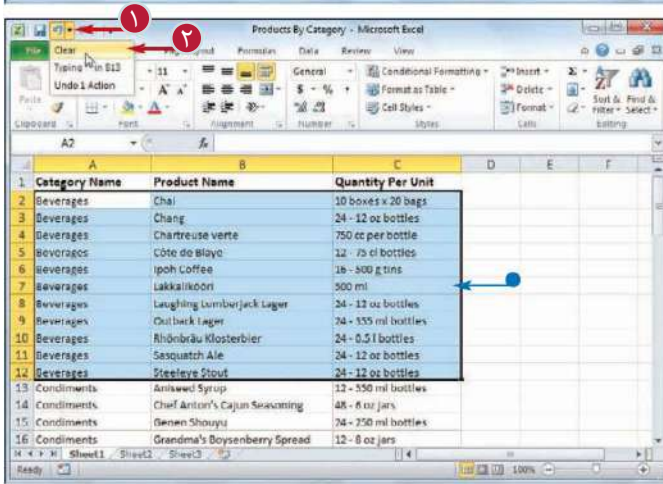 Products By Category - Microsoft Excel
File Formulas Data Review View
Clear
Typing in B13
Undo 1 Action
11 General Conditional Formatting Insert
Format as Table Delete
Cell Styles Format
Sort & Filter Find & Select
Paste
Clipboard Font Alignment Number Styles Cells Editing
A2 fx
A B C D E F
1 Category Name Product Name Quantity Per Unit
2 Beverages Chai 10 boxes x 20 bags
3 Beverages Chang 24 - 12 oz bottles
4 Beverages Chartreuse verte 750 cc per bottle
5 Beverages Côte de Blaye 12 - 75 cl bottles
6 Beverages Ipoh Coffee 16 - 500 g tins
7 Beverages Lakkalikööri 500 ml
8 Beverages Laughing Lumberjack Lager 24 - 12 oz bottles
9 Beverages Outback Lager 24 - 355 ml bottles
10 Beverages Rhönbräu Klosterbier 24 - 0.5 l bottles
11 Beverages Sasquatch Ale 24 - 12 oz bottles
12 Beverages Steeleye Stout 24 - 12 oz bottles
13 Condiments Aniseed Syrup 12 - 550 ml bottles
14 Condiments Chef Anton's Cajun Seasoning 48 - 6 oz jars
15 Condiments Genen Shouyu 24 - 250 ml bottles
16 Condiments Grandma's Boysenberry Spread 12 - 8 oz jars
Sheet1 Sheet2 Sheet3
Ready 100%
١
٢